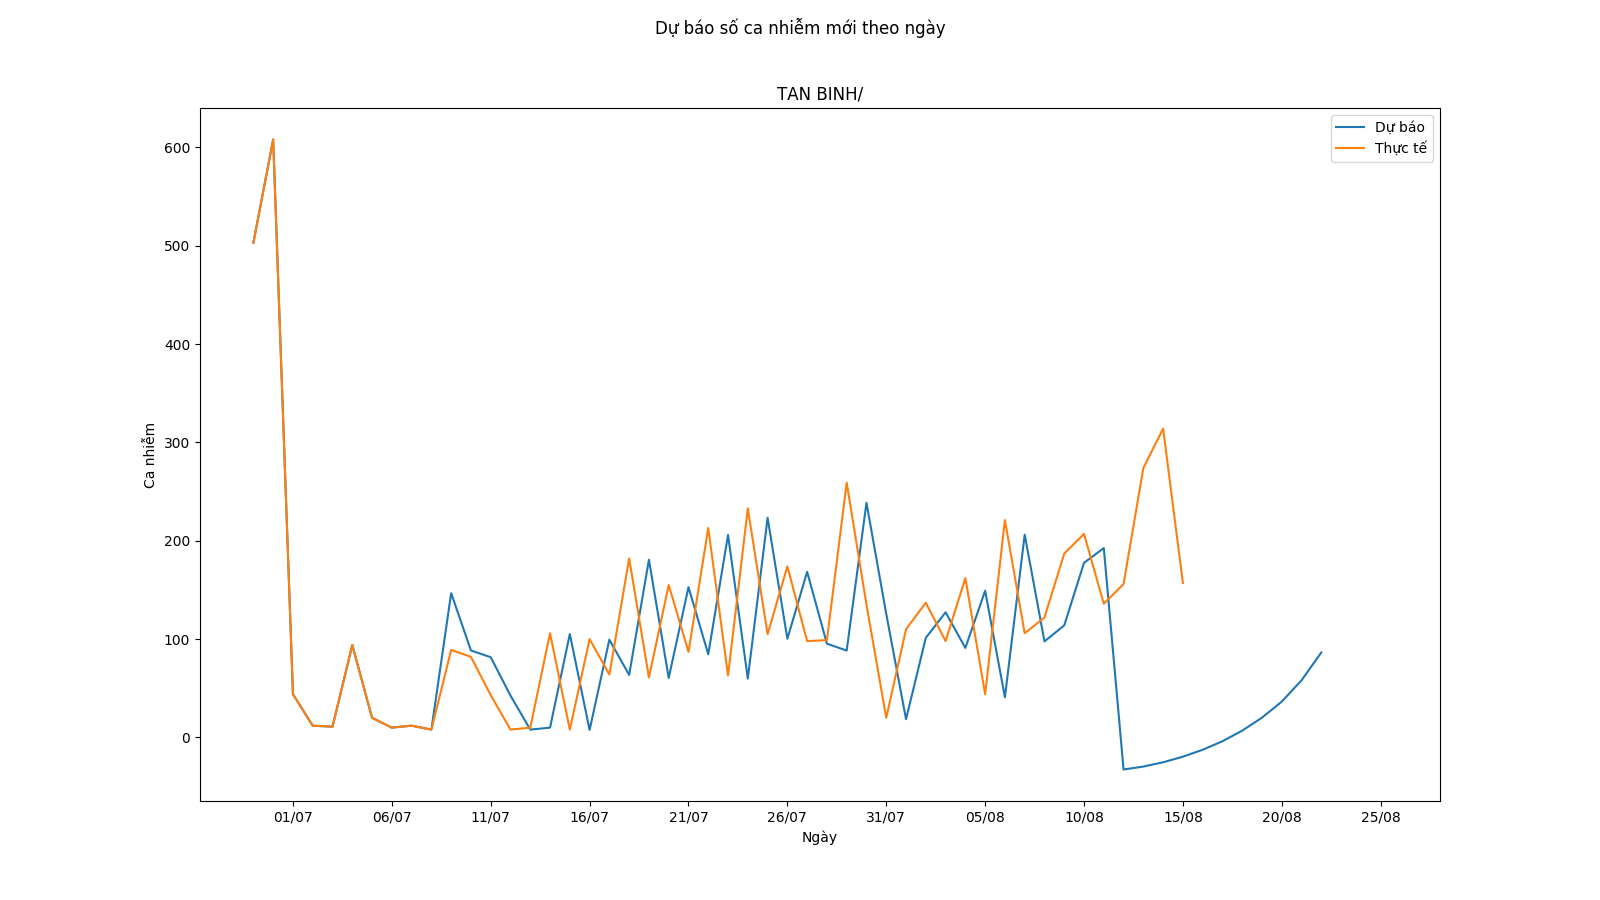 Dự báo số ca nhiễm mới theo ngày
TAN BINH/
Dự báo
Thực tế
Ca nhiễm
600
500
400
300
200
100
0
01/07 06/07 11/07 16/07 21/07 26/07 31/07 05/08 10/08 15/08 20/08 25/08
Ngày